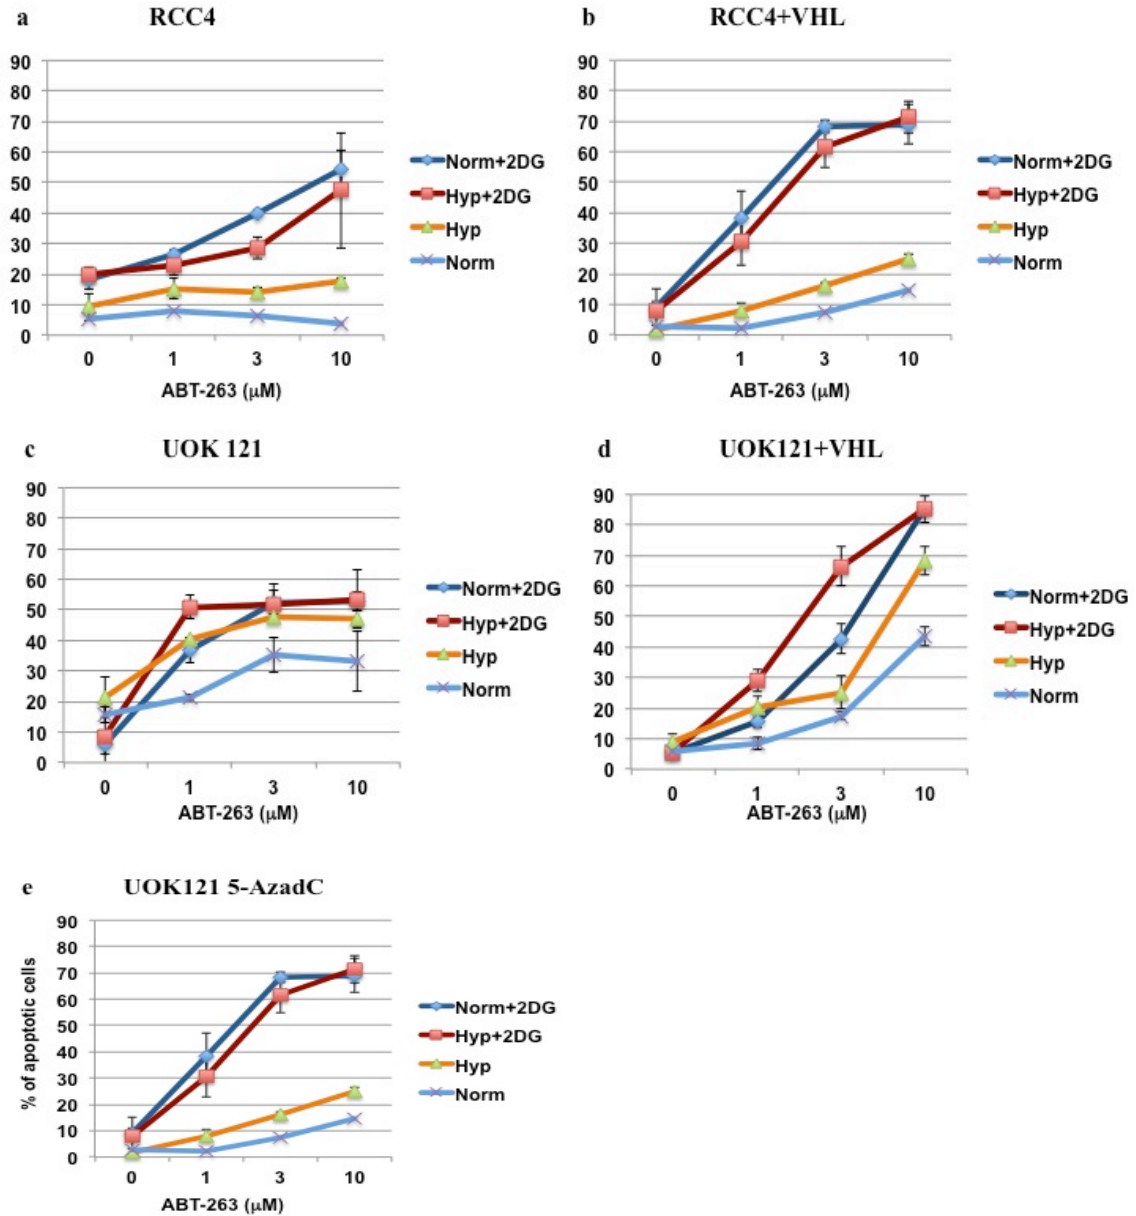 a RCC4
90
80
70
60
50
40
30
20
10
0
0 1 3 10
ABT-263 (μM)
Norm+2DG
Hyp+2DG
Hyp
Norm
b RCC4+VHL
90
80
70
60
50
40
30
20
10
0
0 1 3 10
ABT-263 (μM)
Norm+2DG
Hyp+2DG
Hyp
Norm
c UOK 121
90
80
70
60
50
40
30
20
10
0
0 1 3 10
ABT-263 (μM)
Norm+2DG
Hyp+2DG
Hyp
Norm
d UOK121+VHL
90
80
70
60
50
40
30
20
10
0
0 1 3 10
ABT-263 (μM)
Norm+2DG
Hyp+2DG
Hyp
Norm
e UOK121 5-AzadC
% of apoptotic cells
90
80
70
60
50
40
30
20
10
0
0 1 3 10
ABT-263 (μM)
Norm+2DG
Hyp+2DG
Hyp
Norm